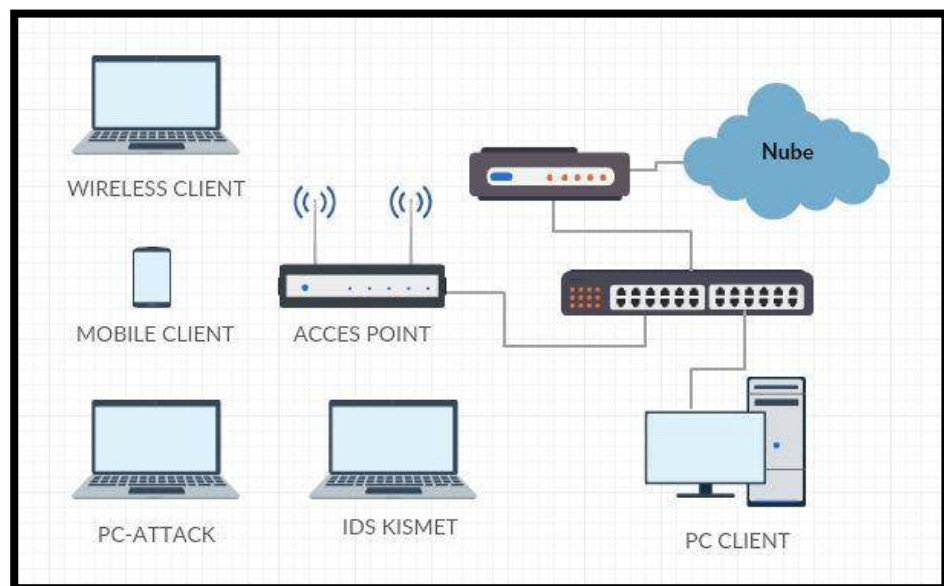 Nube
WIRELESS CLIENT
MOBILE CLIENT
ACCES POINT
PC-ATTACK
IDS KISMET
PC CLIENT